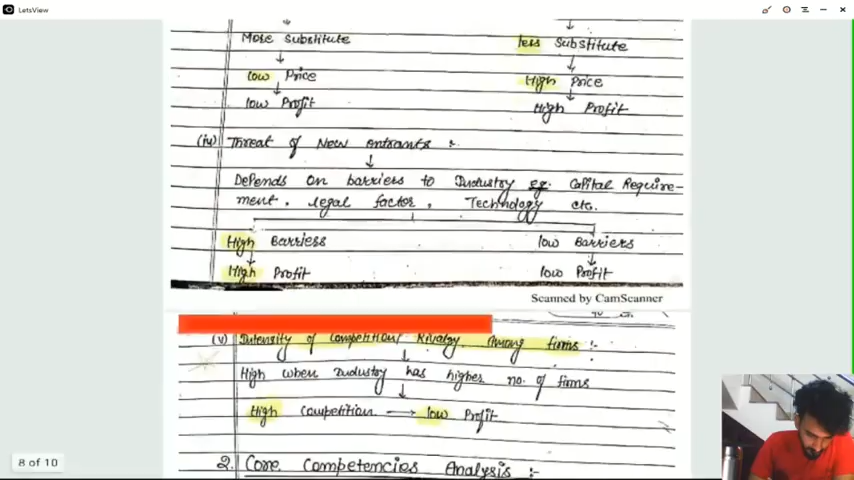 LetsView
More Substitute
less Substitute
low Price
High Price
low Profit
High Profit
(iv) Threat of New entrants :-
Depends on barriers to Industry eg. Capital Require-
ment, legal factor, Technology etc.
High Barriers
low Barriers
High Profit
low Profit
Scanned by CamScanner
(v) Intensity of competition/ Rivalry Among firms :-
High when Industry has higher no. of firms
High Competition → low Profit
2. Core Competencies Analysis :-
8 of 10